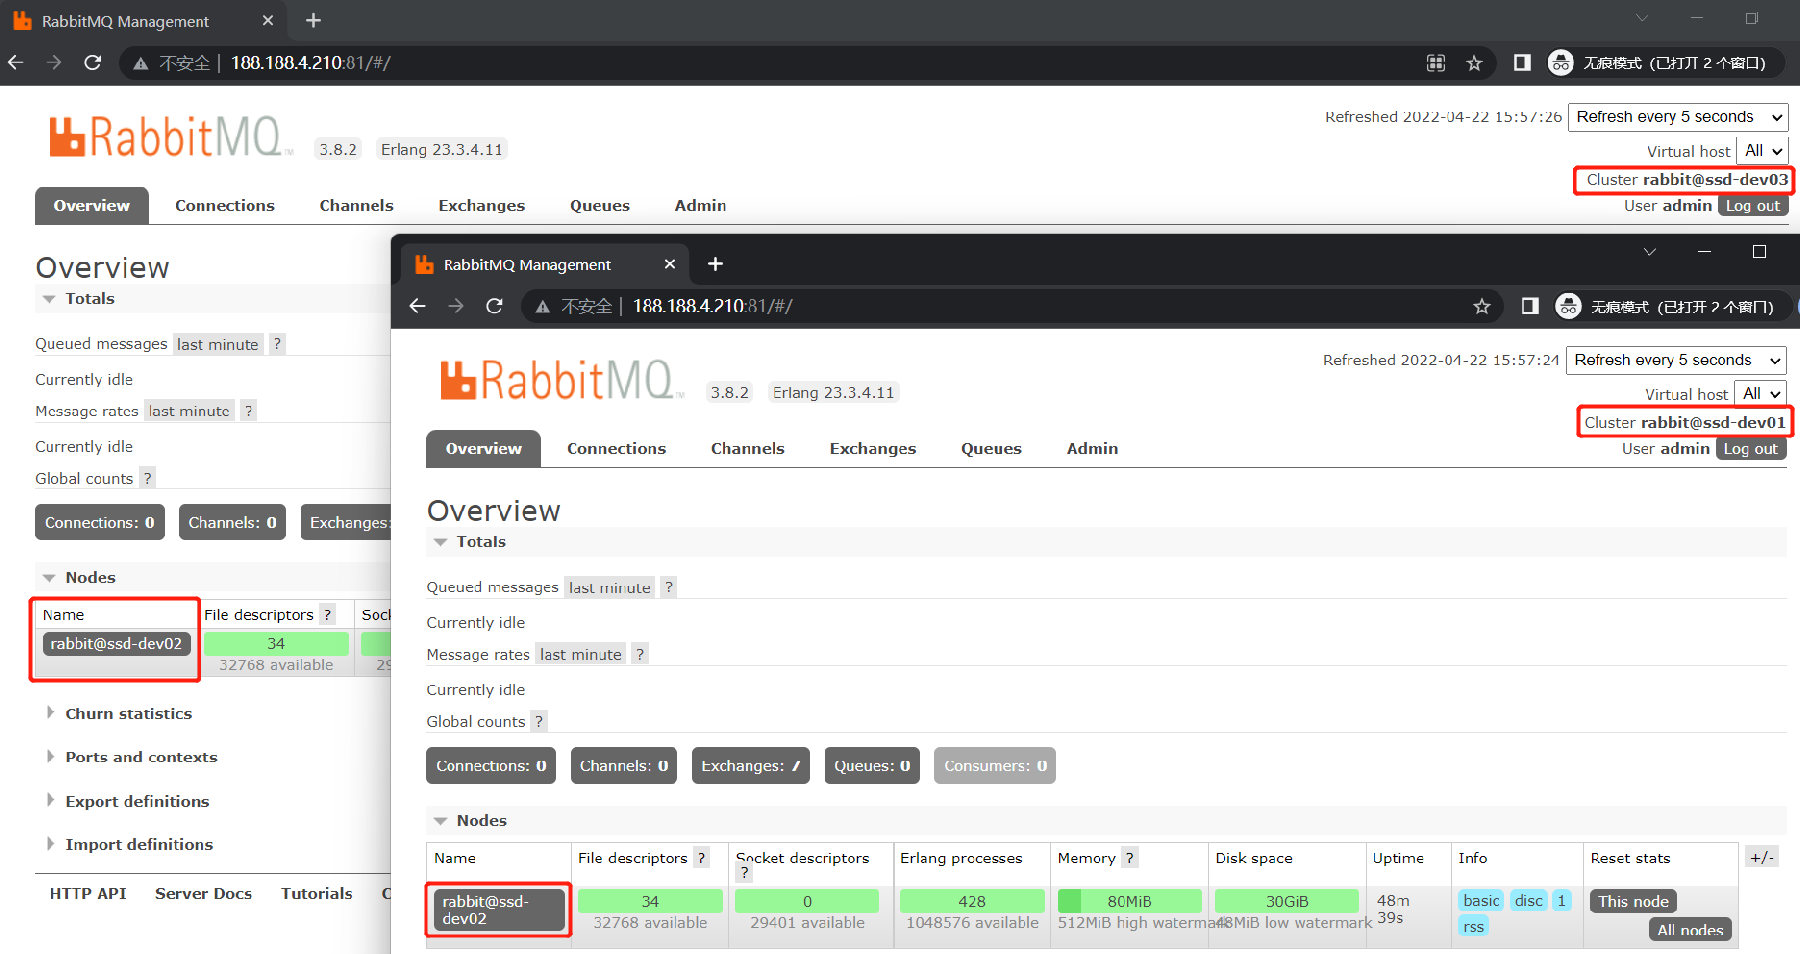 RabbitMQ Management
不安全 | 188.188.4.210:81/#/
无痕模式 (已打开 2 个窗口)
RabbitMQ TM 3.8.2 Erlang 23.3.4.11
Refreshed 2022-04-22 15:57:26 Refresh every 5 seconds
Virtual host All
Cluster rabbit@ssd-dev03
User admin Log out
Overview Connections Channels Exchanges Queues Admin
Overview
Totals
Queued messages last minute ?
Currently idle
Message rates last minute ?
Currently idle
Global counts ?
Connections: 0 Channels: 0 Exchanges:
Nodes
Name File descriptors ? Sock
rabbit@ssd-dev02 34
32768 available 29
Churn statistics
Ports and contexts
Export definitions
Import definitions
HTTP API Server Docs Tutorials C
RabbitMQ Management
不安全 | 188.188.4.210:81/#/
无痕模式 (已打开 2 个窗口)
RabbitMQ TM 3.8.2 Erlang 23.3.4.11
Refreshed 2022-04-22 15:57:24 Refresh every 5 seconds
Virtual host All
Cluster rabbit@ssd-dev01
User admin Log out
Overview Connections Channels Exchanges Queues Admin
Overview
Totals
Queued messages last minute ?
Currently idle
Message rates last minute ?
Currently idle
Global counts ?
Connections: 0 Channels: 0 Exchanges: 7 Queues: 0 Consumers: 0
Nodes
Name File descriptors ? Socket descriptors ? Erlang processes Memory ? Disk space Uptime Info Reset stats +/-
rabbit@ssd-dev02 34 0 428 80MiB 30GiB 48m 39s basic disc 1 rss This node All nodes
32768 available 29401 available 1048576 available 512MiB high watermark 48MiB low watermark